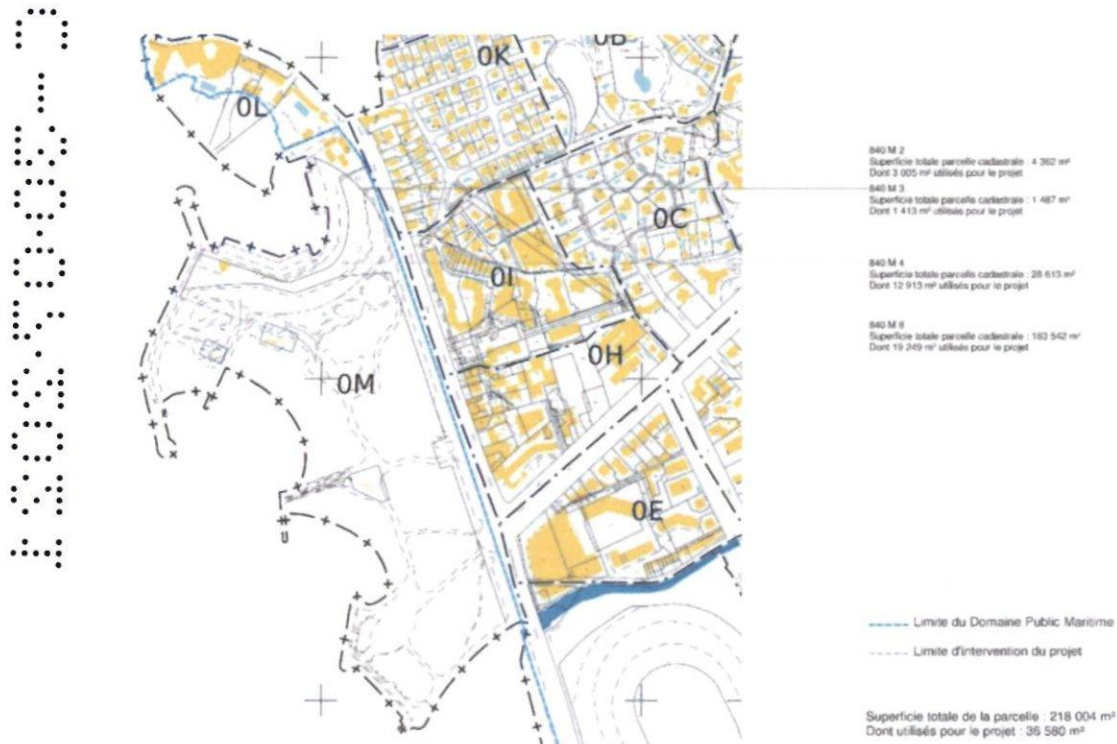 0B
0K
0L
0C
0I
0H
0M
0E
840 M 2
Superficie totale parcelle cadastrale : 4 362 m²
Dont 3 005 m² utilisés pour le projet
840 M 3
Superficie totale parcelle cadastrale : 1 487 m²
Dont 1 413 m² utilisés pour le projet
840 M 4
Superficie totale parcelle cadastrale : 28 613 m²
Dont 12 913 m² utilisés pour le projet
840 M 6
Superficie totale parcelle cadastrale : 183 542 m²
Dont 19 249 m² utilisés pour le projet
Limite du Domaine Public Maritime
Limite d'intervention du projet
Superficie totale de la parcelle : 218 004 m²
Dont utilisés pour le projet : 36 580 m²